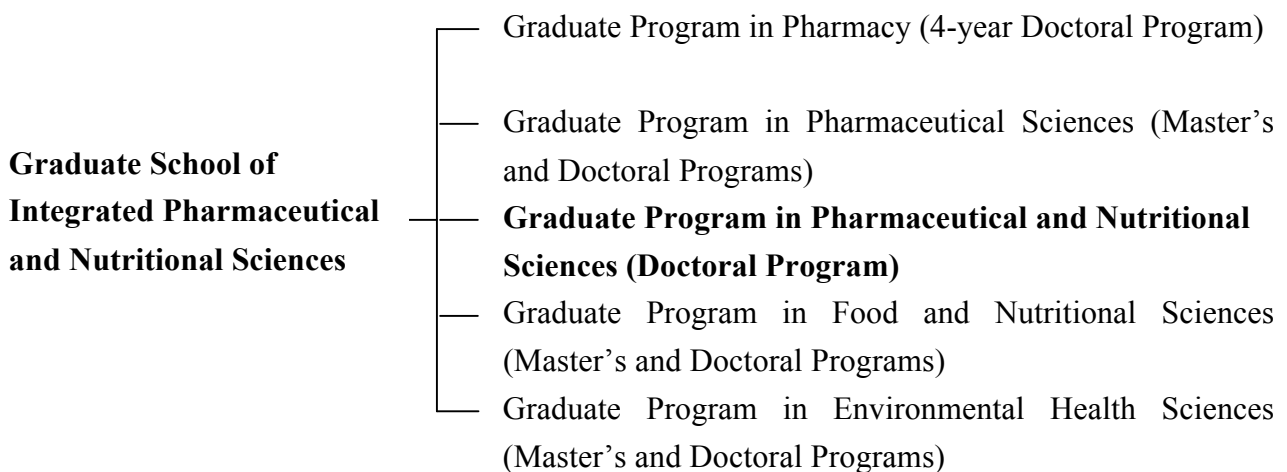 Graduate School of
Integrated Pharmaceutical
and Nutritional Sciences
Graduate Program in Pharmacy (4-year Doctoral Program)
Graduate Program in Pharmaceutical Sciences (Master’s
and Doctoral Programs)
Graduate Program in Pharmaceutical and Nutritional
Sciences (Doctoral Program)
Graduate Program in Food and Nutritional Sciences
(Master’s and Doctoral Programs)
Graduate Program in Environmental Health Sciences
(Master’s and Doctoral Programs)